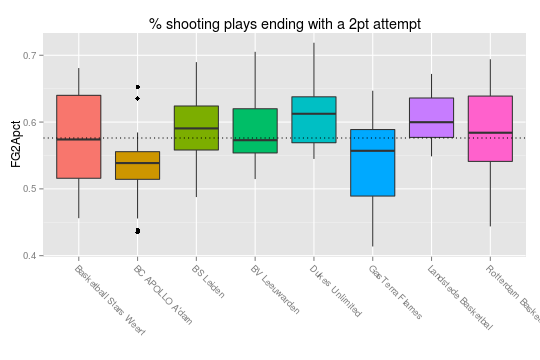 % shooting plays ending with a 2pt attempt
FG2Apct
0.7
0.6
0.5
0.4
Basketball Stars Weert
BC APOLLO A'dam
BS Leiden
BV Leeuwarden
Dukes Unlimited
GasTerra Flames
Landstede Basketbal
Rotterdam Baske